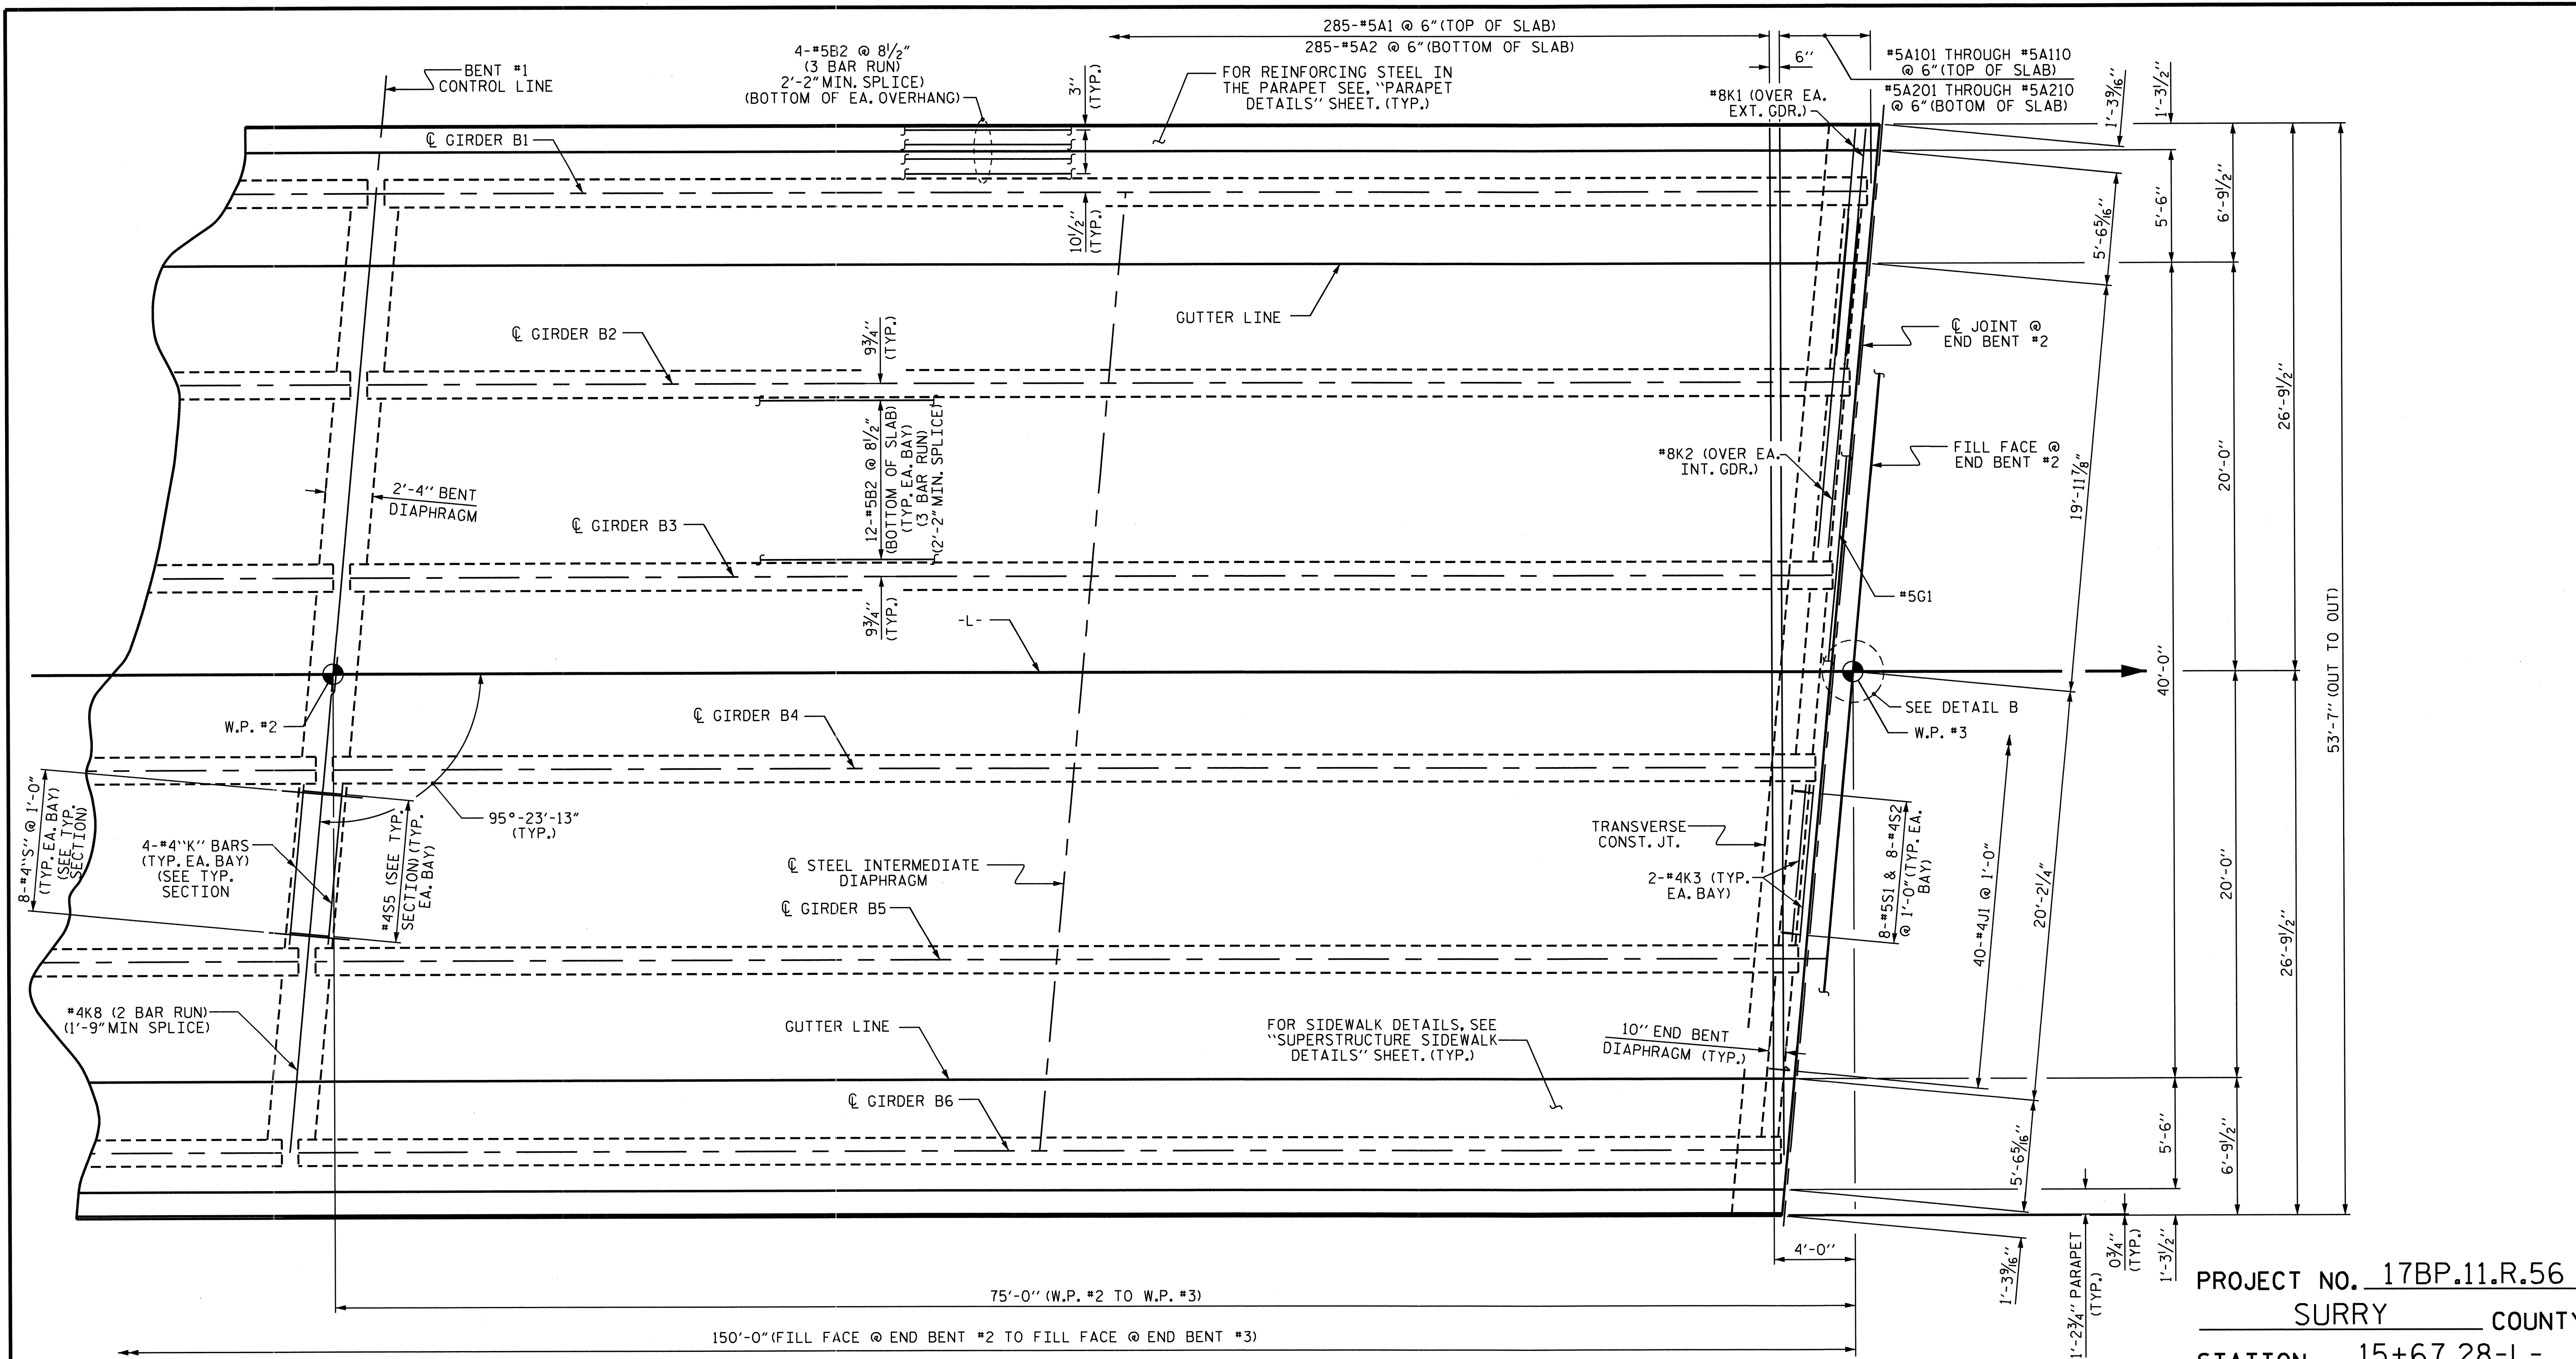 285-#5A1 @ 6" (TOP OF SLAB)
285-#5A2 @ 6" (BOTTOM OF SLAB)
4-#5B2 @ 8½"
(3 BAR RUN)
2'-2" MIN. SPLICE)
(BOTTOM OF EA. OVERHANG)
BENT #1
CONTROL LINE
3"
(TYP.)
FOR REINFORCING STEEL IN
THE PARAPET SEE, "PARAPET
DETAILS" SHEET. (TYP.)
6"
#5A101 THROUGH #5A110
@ 6" (TOP OF SLAB)
#5A201 THROUGH #5A210
@ 6" (BOTOM OF SLAB)
#8K1 (OVER EA.
EXT. GDR.)
1'-3⁹⁄₁₆"
1'-3½"
℄ GIRDER B1
10½"
(TYP.)
5'-6⁵⁄₁₆"
5'-6"
6'-9½"
GUTTER LINE
℄ GIRDER B2
9¾"
(TYP.)
℄ JOINT @
END BENT #2
26'-9½"
20'-0"
12-#5B2 @ 8½"
(BOTTOM OF SLAB)
(TYP. EA. BAY)
(3 BAR RUN)
(2'-2" MIN. SPLICE)
#8K2 (OVER EA.
INT. GDR.)
FILL FACE @
END BENT #2
19'-11⅞"
2'-4" BENT
DIAPHRAGM
℄ GIRDER B3
9¾"
(TYP.)
#5G1
-L-
53'-7" (OUT TO OUT)
40'-0"
W.P. #2
℄ GIRDER B4
SEE DETAIL B
W.P. #3
8-#4"S" @ 1'-0"
(TYP. EA. BAY)
(SEE TYP.
SECTION)
4-#4"K" BARS
(TYP. EA. BAY)
(SEE TYP.
SECTION
#4S5 (SEE TYP.
SECTION) (TYP.
EA. BAY)
95°-23'-13"
(TYP.)
℄ STEEL INTERMEDIATE
DIAPHRAGM
TRANSVERSE
CONST. JT.
2-#4K3 (TYP.
EA. BAY)
8-#5S1 & 8-#4S2
@ 1'-0" (TYP. EA.
BAY)
40-#4J1 @ 1'-0"
20'-2¼"
20'-0"
26'-9½"
℄ GIRDER B5
#4K8 (2 BAR RUN)
(1'-9" MIN SPLICE)
GUTTER LINE
FOR SIDEWALK DETAILS, SEE
"SUPERSTRUCTURE SIDEWALK
DETAILS" SHEET. (TYP.)
10" END BENT
DIAPHRAGM (TYP.)
℄ GIRDER B6
5'-6⁵⁄₁₆"
5'-6"
6'-9½"
4'-0"
1'-3⁹⁄₁₆"
1'-2¾" PARAPET
(TYP.)
0¾"
(TYP.)
1'-3½"
75'-0" (W.P. #2 TO W.P. #3)
150'-0" (FILL FACE @ END BENT #2 TO FILL FACE @ END BENT #3)
PROJECT NO. 17BP.11.R.56
SURRY COUNTY
STATION 15+67.28-L-